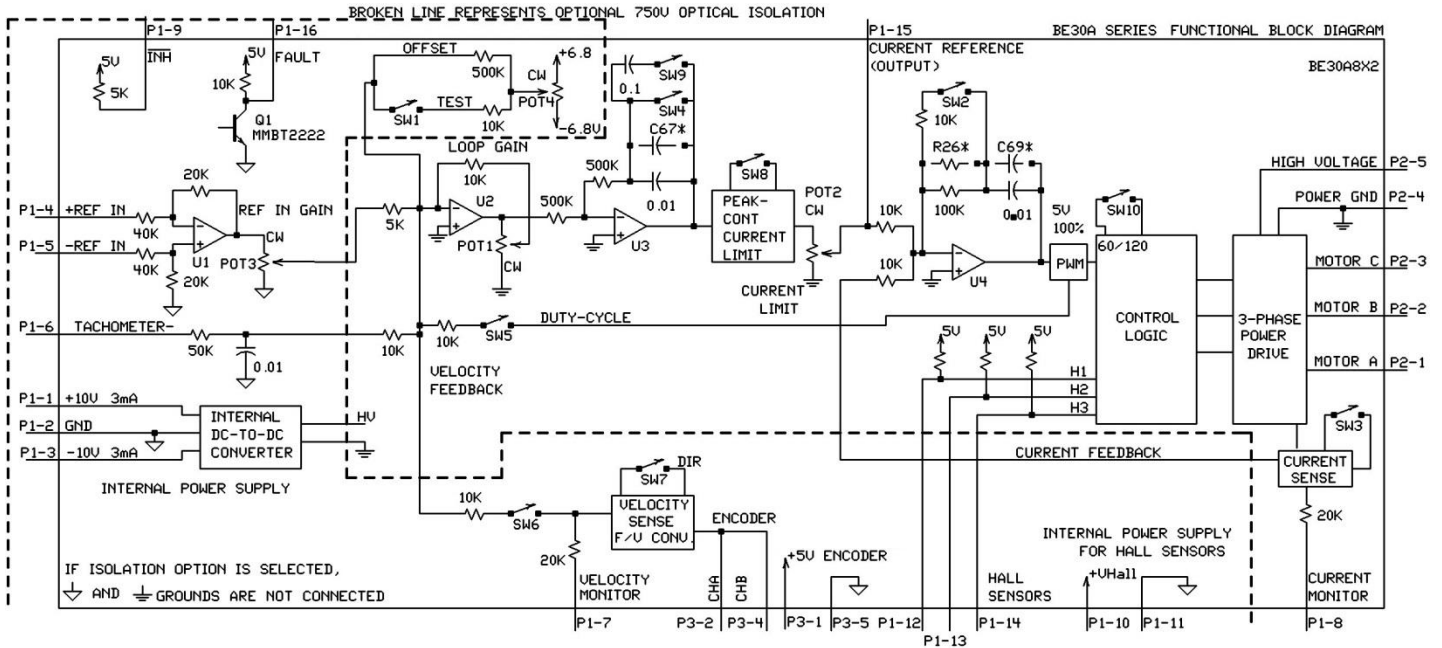 BROKEN LINE REPRESENTS OPTIONAL 750V OPTICAL ISOLATION
P1-9
P1-16
P1-15
BE30A SERIES FUNCTIONAL BLOCK DIAGRAM
BE30A8X2
5V
INH
5K
5V
FAULT
10K
Q1
MMBT2222
OFFSET
500K
SW1
TEST
10K
CW
POT4
+6.8
-6.8V
0.1
SW9
SW4
C67*
0.01
500K
CURRENT REFERENCE
(OUTPUT)
SW2
10K
R26*
C69*
100K
0.01
HIGH VOLTAGE P2-5
POWER GND P2-4
MOTOR C P2-3
MOTOR B P2-2
MOTOR A P2-1
P1-4 +REF IN
P1-5 -REF IN
40K
40K
20K
20K
U1
REF IN GAIN
CW
POT3
5K
LOOP GAIN
10K
U2
POT1
CW
500K
U3
SW8
PEAK-
CONT
CURRENT
LIMIT
POT2
CW
CURRENT
LIMIT
10K
10K
U4
5V
100%
PWM
SW10
60/120
CONTROL
LOGIC
3-PHASE
POWER
DRIVE
P1-6 TACHOMETER-
50K
0.01
10K
10K
SW5
DUTY-CYCLE
VELOCITY
FEEDBACK
5V
5V
5V
H1
H2
H3
P1-1 +10V 3mA
P1-2 GND
P1-3 -10V 3mA
INTERNAL
DC-TO-DC
CONVERTER
HV
INTERNAL POWER SUPPLY
SW3
CURRENT FEEDBACK
CURRENT
SENSE
20K
10K
SW6
SW7
DIR
VELOCITY
SENSE
F/V CONV.
ENCODER
20K
VELOCITY
MONITOR
CHA
CHB
+5V ENCODER
INTERNAL POWER SUPPLY
FOR HALL SENSORS
HALL
SENSORS
+VHall
CURRENT
MONITOR
IF ISOLATION OPTION IS SELECTED,
AND GROUNDS ARE NOT CONNECTED
P1-7
P3-2
P3-4
P3-1
P3-5
P1-12
P1-13
P1-14
P1-10
P1-11
P1-8